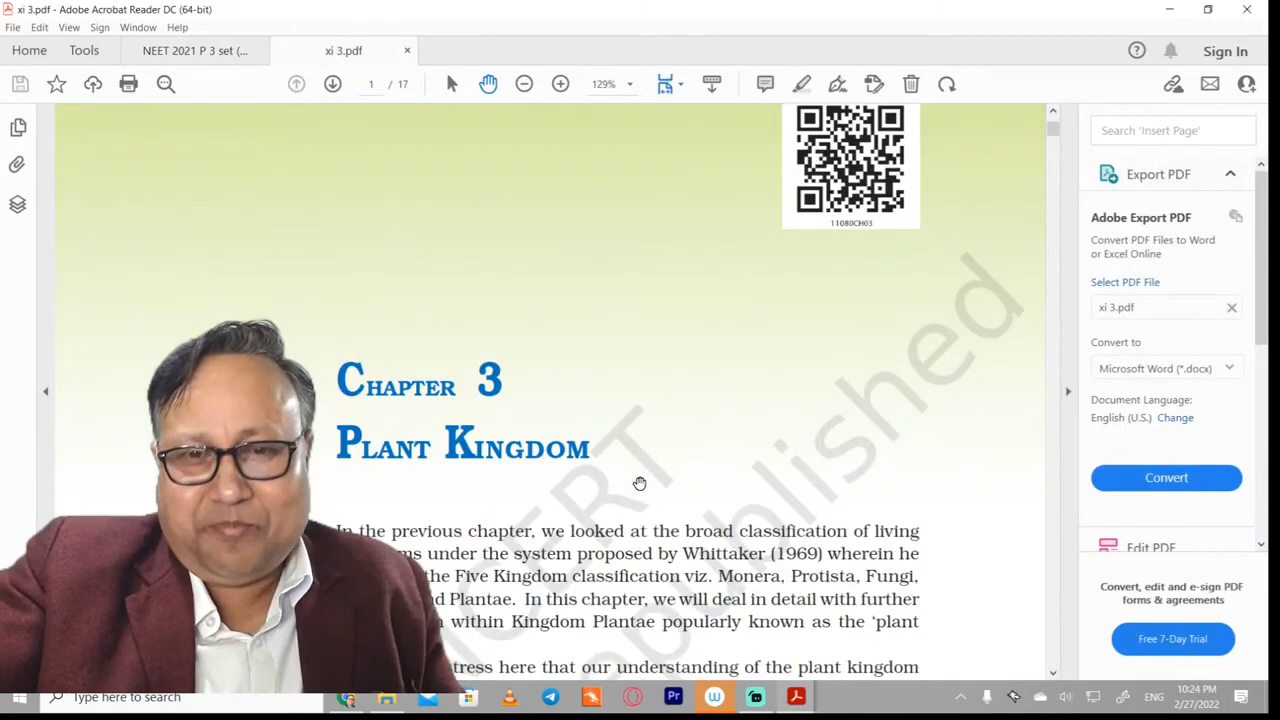 xi 3.pdf - Adobe Acrobat Reader DC (64-bit)
File Edit View Sign Window Help
Home Tools NEET 2021 P 3 set (... xi 3.pdf × Sign In
1 / 17 129%
Search 'Insert Page'
Export PDF
Adobe Export PDF
Convert PDF Files to Word
or Excel Online
Select PDF File
xi 3.pdf
Convert to
Microsoft Word (*.docx)
Document Language:
English (U.S.) Change
Convert
Edit PDF
Convert, edit and e-sign PDF
forms & agreements
Free 7-Day Trial
11080CH03
CHAPTER 3
PLANT KINGDOM
In the previous chapter, we looked at the broad classification of living
ms under the system proposed by Whittaker (1969) wherein he
the Five Kingdom classification viz. Monera, Protista, Fungi,
nd Plantae. In this chapter, we will deal in detail with further
within Kingdom Plantae popularly known as the ‘plant
tress here that our understanding of the plant kingdom
NCERT
epublished
Type here to search
ENG
10:24 PM
2/27/2022